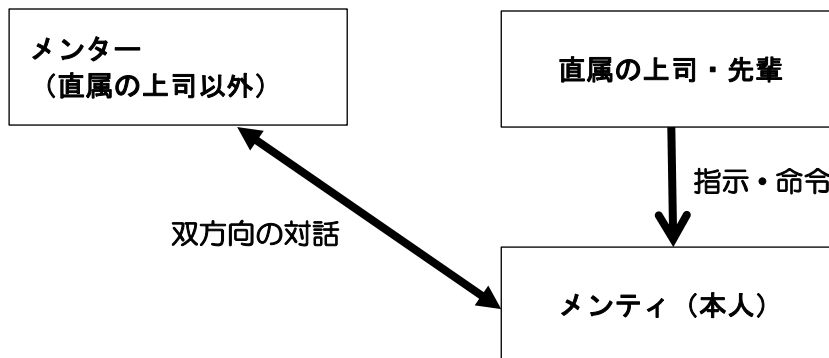 メンター
（直属の上司以外）
直属の上司・先輩
指示・命令
双方向の対話
メンティ（本人）